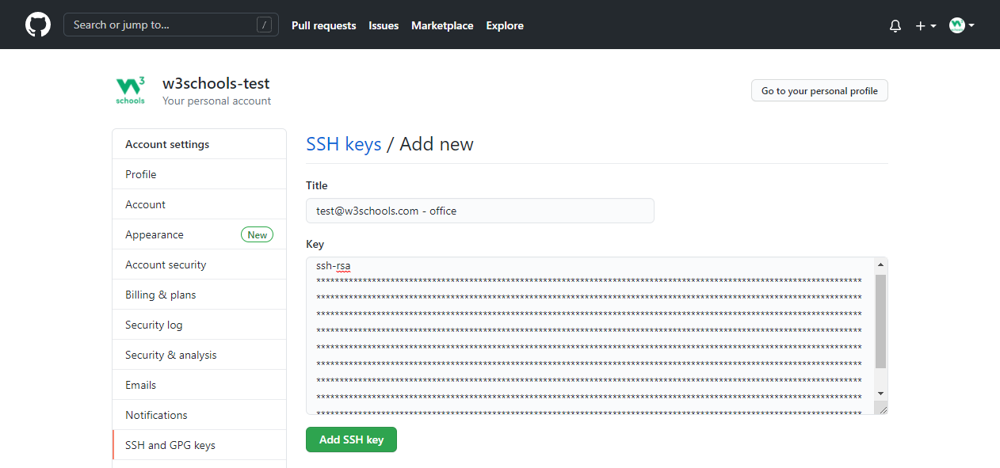 Search or jump to... /
Pull requests
Issues
Marketplace
Explore
W3
schools
w3schools-test
Your personal account
Go to your personal profile
Account settings
Profile
Account
Appearance New
Account security
Billing & plans
Security log
Security & analysis
Emails
Notifications
SSH and GPG keys
SSH keys / Add new
Title
test@w3schools.com - office
Key
ssh-rsa
Add SSH key